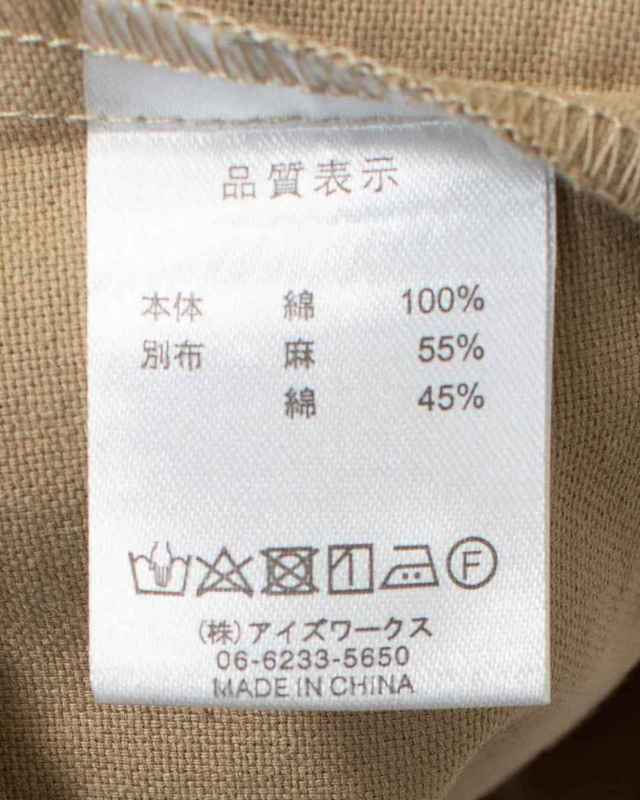 品質表示
本体 綿 100%
別布 麻 55%
綿 45%
F
(株)アイズワークス
06-6233-5650
MADE IN CHINA